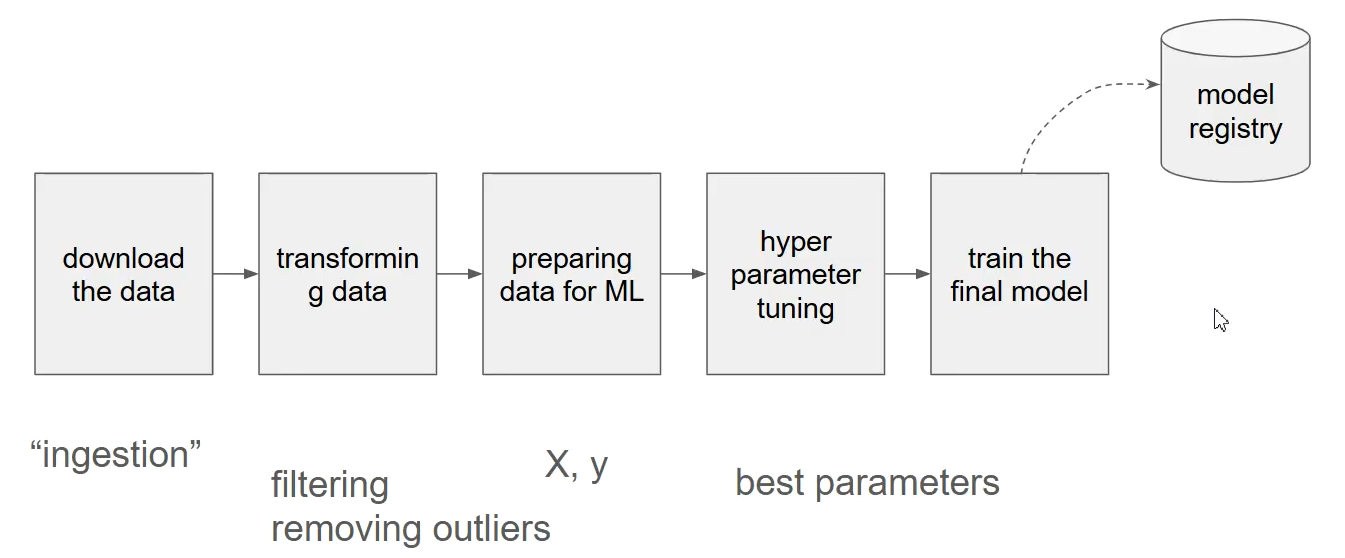 model
registry
download
the data
transformin
g data
preparing
data for ML
hyper
parameter
tuning
train the
final model
“ingestion”
filtering
removing outliers
X, y
best parameters